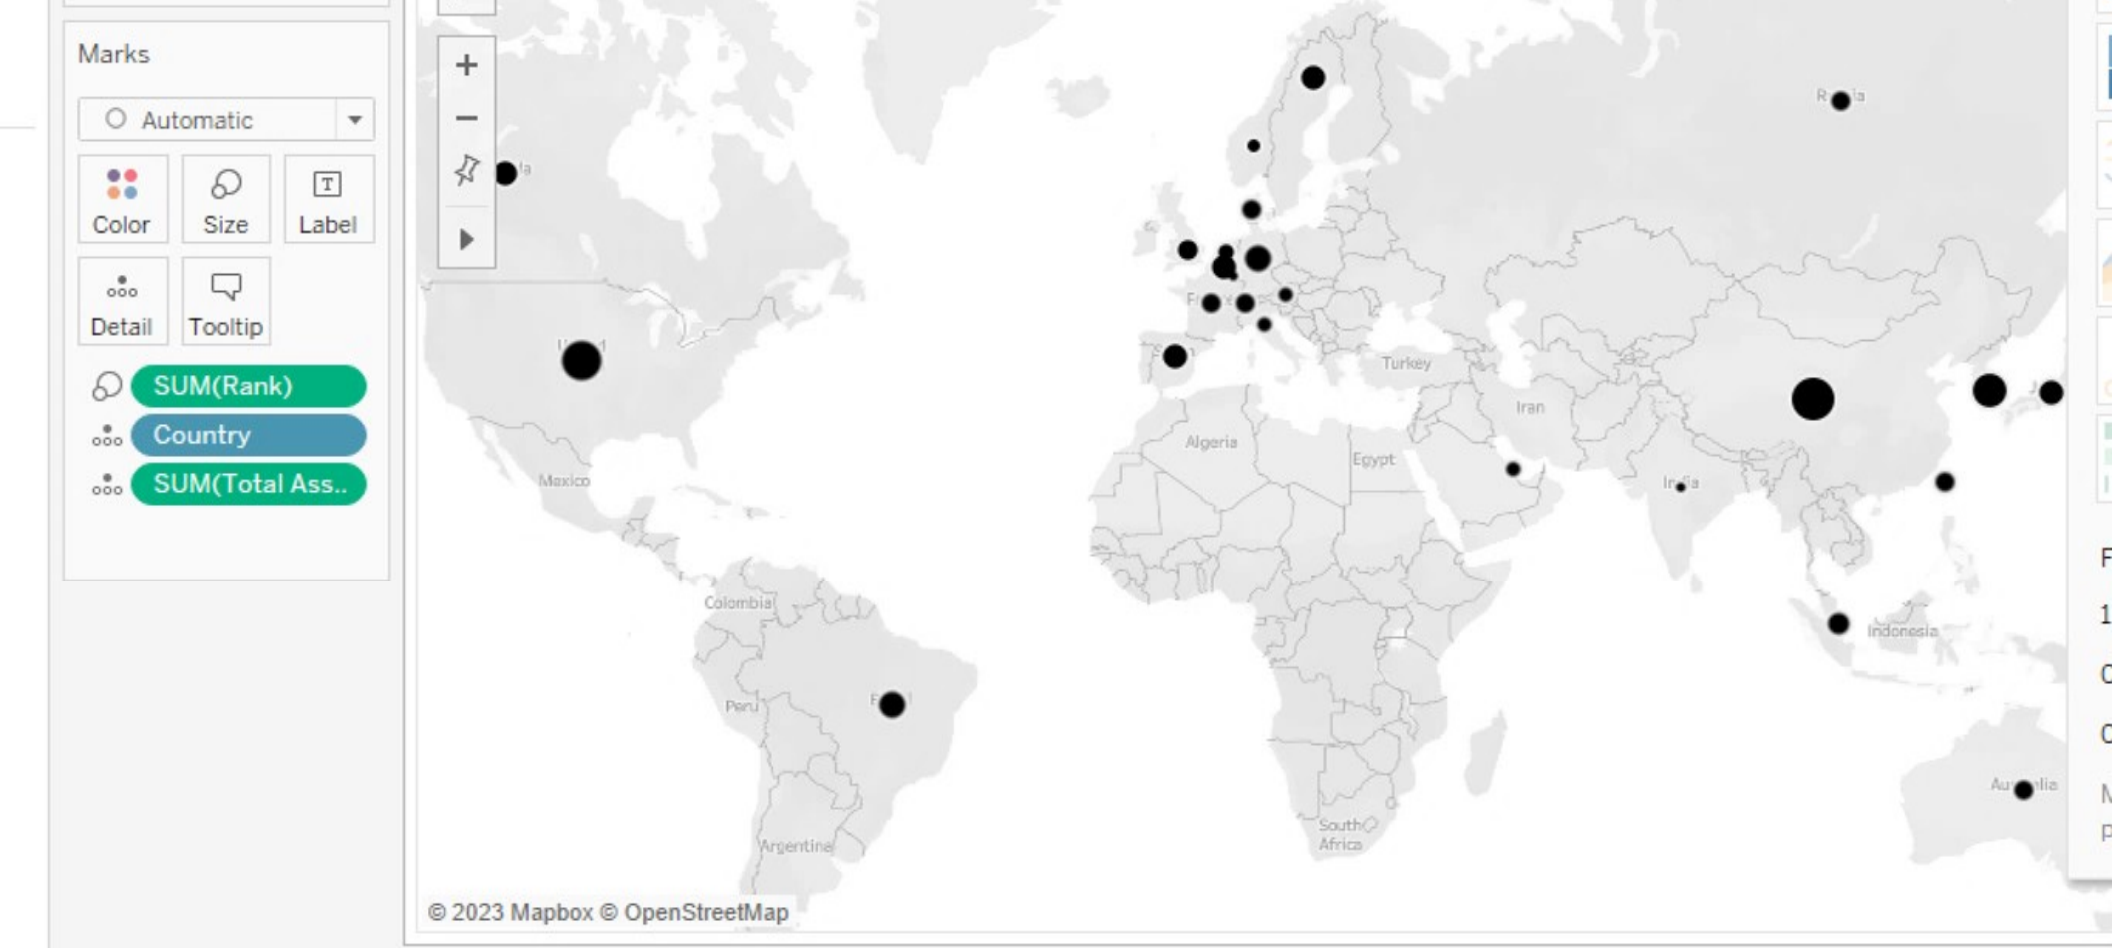 Marks
Automatic
Color
Size
Label
Detail
Tooltip
SUM(Rank)
Country
SUM(Total Ass..
Turkey
Iran
Algeria
Egypt
Mexico
Colombia
Indonesia
Peru
South
Africa
Argentina
© 2023 Mapbox © OpenStreetMap